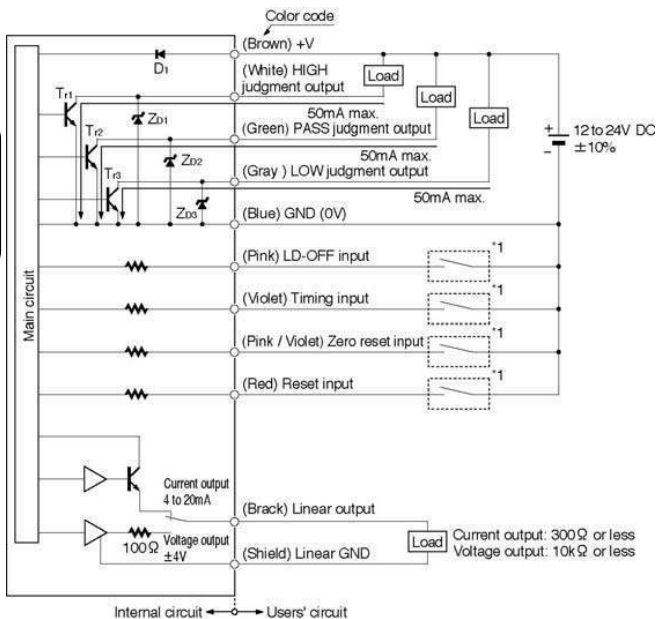 Color code
(Brown) +V
D1
(White) HIGH
judgment output
Load
Load
Load
Tr1
ZD1
50mA max.
Tr2
(Green) PASS judgment output
ZD2
50mA max.
Tr3
(Gray ) LOW judgment output
ZD3
50mA max.
+
−
12 to 24V DC
±10%
(Blue) GND (0V)
Main circuit
(Pink) LD-OFF input
*1
(Violet) Timing input
*1
(Pink / Violet) Zero reset input
*1
(Red) Reset input
*1
Current output
4 to 20mA
(Brack) Linear output
100Ω
Voltage output
±4V
(Shield) Linear GND
Load
Current output: 300Ω or less
Voltage output: 10kΩ or less
Internal circuit
Users' circuit